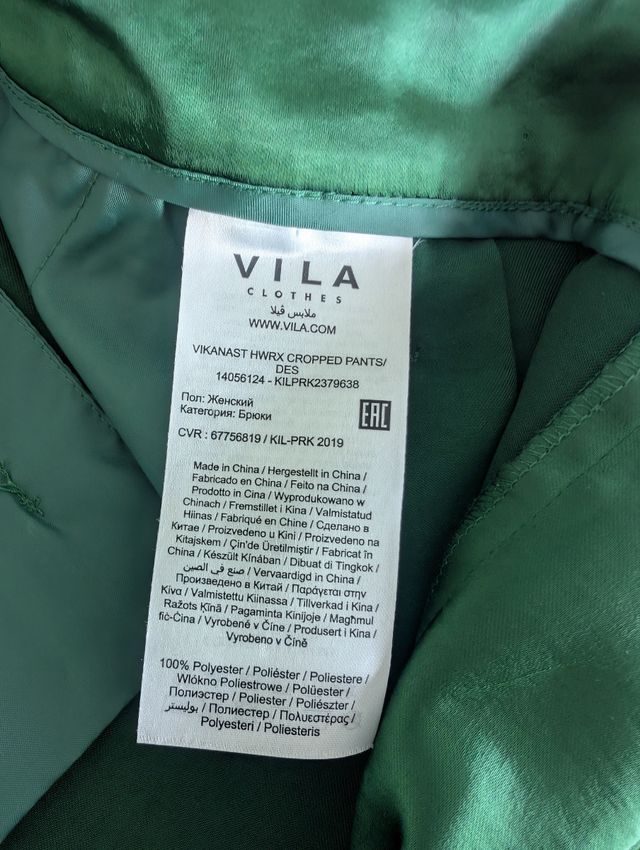 VILA
CLOTHES
ملابس ڤيلا
WWW.VILA.COM
VIKANAST HWRX CROPPED PANTS/
DES
14056124 - KILPRK2379638
Пол: Женский
Категория: Брюки
EAC
CVR : 67756819 / KIL-PRK 2019
Made in China / Hergestellt in China /
Fabricado en China / Feito na China /
Prodotto in Cina / Wyprodukowano w
Chinach / Fremstillet i Kina / Valmistatud
Hiinas / Fabriqué en Chine / Сделано в
Китае / Proizvedeno u Kini / Proizvedeno na
Kitajskem / Çin'de Üretilmiştir / Fabricat în
China / Készült Kínában / Dibuat di Tingkok /
صنع في الصين / Vervaardigd in China /
Произведено в Китай / Παράγεται στην
Κίνα / Valmistettu Kiinassa / Tillverkad i Kina /
Ražots Ķīnā / Pagaminta Kinijoje / Magħmul
fiċ-Ċina / Vyrobené v Číne / Produsert i Kina /
Vyrobeno v Číně
100% Polyester / Poliéster / Poliestere /
Wlókno Poliestrowe / Polüester /
Полиэстер / Poliester / Poliészter /
بوليستر / Полиестер / Πολυεστέρας /
Polyesteri / Poliesteris